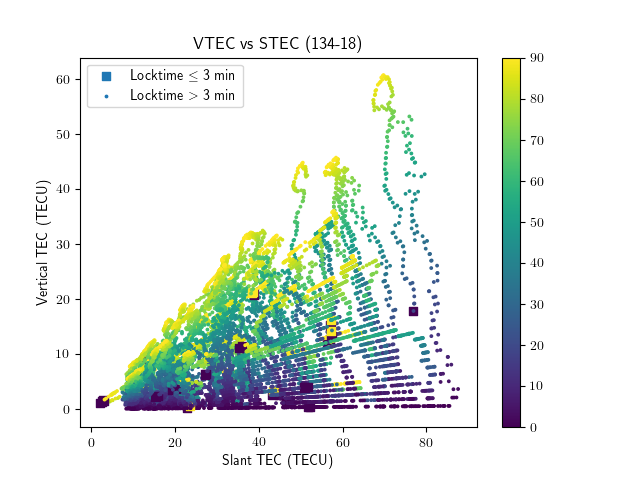 VTEC vs STEC (134-18)
Locktime ≤ 3 min
Locktime > 3 min
Vertical TEC (TECU)
60
50
40
30
20
10
0
0 20 40 60 80
Slant TEC (TECU)
90
80
70
60
50
40
30
20
10
0